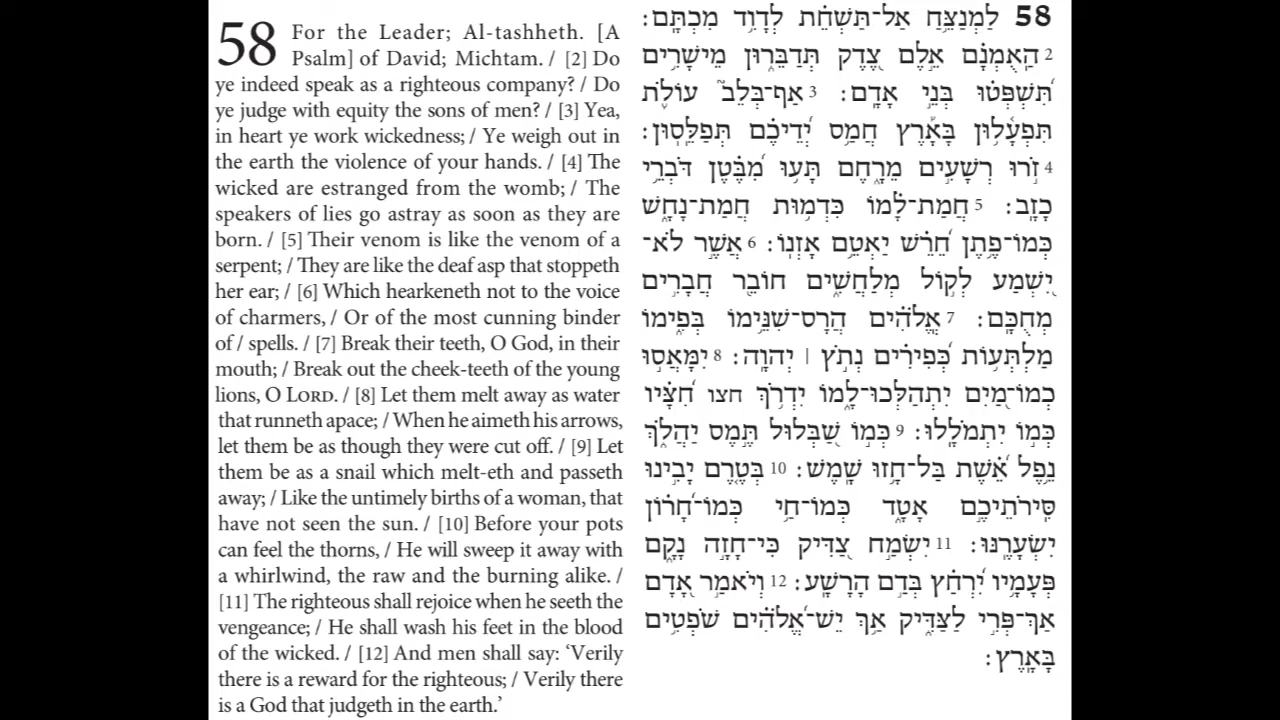 58 For the Leader; Al-tashheth. [A
Psalm] of David; Michtam. / [2] Do
ye indeed speak as a righteous company? / Do
ye judge with equity the sons of men? / [3] Yea,
in heart ye work wickedness; / Ye weigh out in
the earth the violence of your hands. / [4] The
wicked are estranged from the womb; / The
speakers of lies go astray as soon as they are
born. / [5] Their venom is like the venom of a
serpent; / They are like the deaf asp that stoppeth
her ear; / [6] Which hearkeneth not to the voice
of charmers, / Or of the most cunning binder
of / spells. / [7] Break their teeth, O God, in their
mouth; / Break out the cheek-teeth of the young
lions, O LORD. / [8] Let them melt away as water
that runneth apace; / When he aimeth his arrows,
let them be as though they were cut off. / [9] Let
them be as a snail which melt-eth and passeth
away; / Like the untimely births of a woman, that
have not seen the sun. / [10] Before your pots
can feel the thorns, / He will sweep it away with
a whirlwind, the raw and the burning alike. /
[11] The righteous shall rejoice when he seeth the
vengeance; / He shall wash his feet in the blood
of the wicked. / [12] And men shall say: ‘Verily
there is a reward for the righteous; / Verily there
is a God that judgeth in the earth.’
58 לַמְנַצֵּ֥חַ אַל־תַּשְׁחֵ֗ת לְדָוִ֥ד מִכְתָּֽם׃
2 הַֽאֻמְנָ֗ם אֵ֣לֶם צֶ֭דֶק תְּדַבֵּר֑וּן מֵישָׁרִ֥ים
תִּ֝שְׁפְּט֗וּ בְּנֵ֣י אָדָֽם׃ 3 אַף־בְּלֵב֮ עוֹלֹ֪ת
תִּפְעָ֫ל֥וּן בָּאָ֡רֶץ חֲמַ֥ס יְ֝דֵיכֶ֗ם תְּפַלֵּֽסֽוּן׃
4 זֹ֣רוּ רְשָׁעִ֣ים מֵרָ֑חֶם תָּע֥וּ מִ֝בֶּ֗טֶן דֹּבְרֵ֥י
כָזָֽב׃ 5 חֲמַת־לָ֗מוֹ כִּדְמ֥וּת חֲמַת־נָחָ֑שׁ
כְּמוֹ־פֶ֥תֶן חֵ֝רֵ֗שׁ יַאְטֵ֥ם אָזְנֽוֹ׃ 6 אֲשֶׁ֣ר לֹא־
יִ֭שְׁמַע לְק֣וֹל מְלַחֲשִׁ֑ים חוֹבֵ֖ר חֲבָרִ֣ים
מְחֻכָּֽם׃ 7 אֱֽלֹהִ֗ים הֲרָס־שִׁנֵּ֥ימוֹ בְּפִ֑ימוֹ
מַלְתְּע֥וֹת כְּ֝פִירִ֗ים נְתֹ֣ץ ׀ יְהוָֽה׃ 8 יִמָּאֲס֣וּ
כְמוֹ־מַ֭יִם יִתְהַלְּכוּ־לָ֑מוֹ יִדְרֹ֥ךְ חצו חִ֝צָּ֗יו
כְּמ֣וֹ יִתְמֹלָֽלוּ׃ 9 כְּמ֣וֹ שַׁ֭בְּלוּל תֶּ֣מֶס יַהֲלֹ֑ךְ
נֵ֥פֶל אֵ֝֗שֶׁת בַּל־חָ֥זוּ שָֽׁמֶשׁ׃ 10 בְּטֶ֤רֶם יָבִ֣ינוּ
סִּֽירֹתֵיכֶ֣ם אָטָ֑ד כְּמוֹ־חַ֥י כְּמוֹ־חָ֝ר֗וֹן
יִשְׂעָרֶֽנּוּ׃ 11 יִשְׂמַ֣ח צַ֭דִּיק כִּי־חָזָ֣ה נָקָ֑ם
פְּעָמָ֥יו יִ֝רְחַ֗ץ בְּדַ֣ם הָרָשָֽׁע׃ 12 וְיֹאמַ֣ר אָ֭דָם
אַךְ־פְּרִ֣י לַצַּדִּ֑יק אַ֥ךְ יֵשׁ־אֱ֝לֹהִ֗ים שֹׁפְטִ֥ים
בָּאָֽרֶץ׃